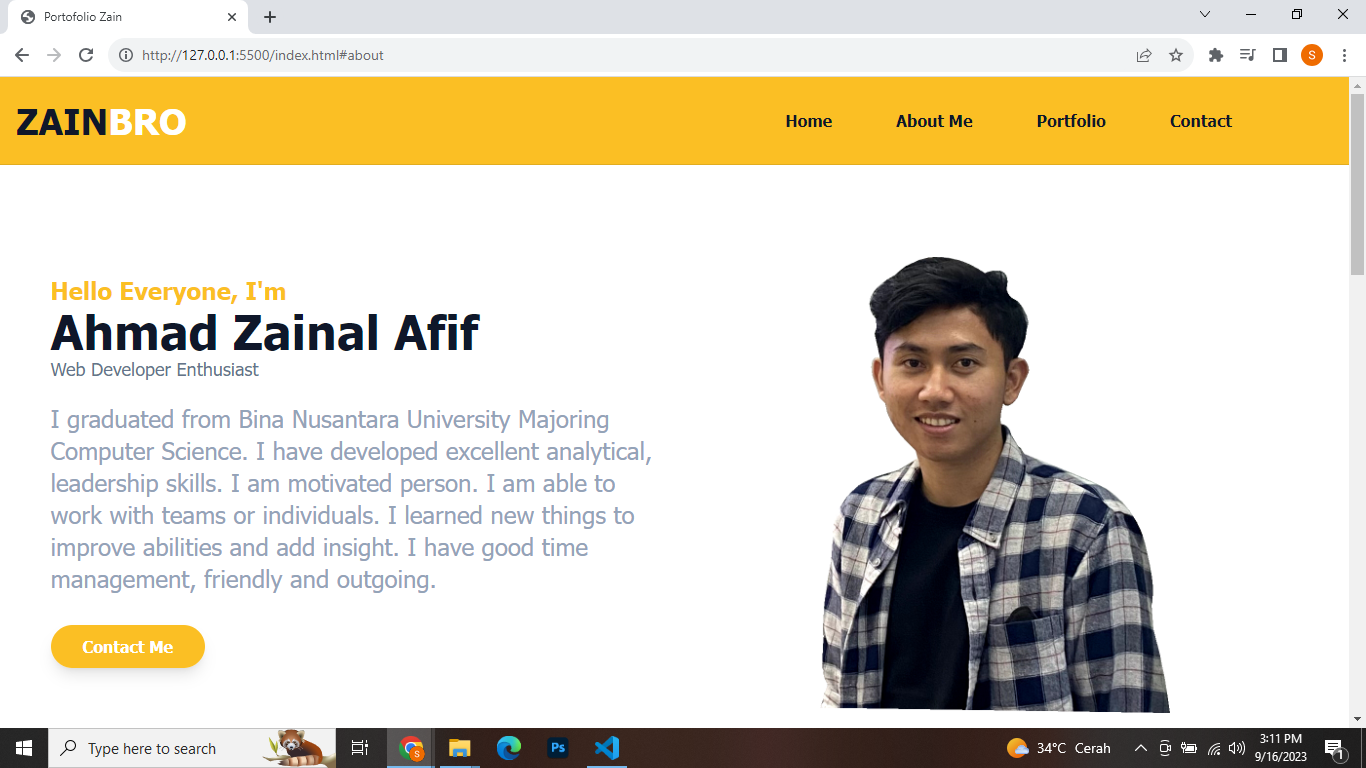 Portofolio Zain
http://127.0.0.1:5500/index.html#about
S
ZAINBRO
Home
About Me
Portfolio
Contact
Hello Everyone, I'm
Ahmad Zainal Afif
Web Developer Enthusiast
I graduated from Bina Nusantara University Majoring
Computer Science. I have developed excellent analytical,
leadership skills. I am motivated person. I am able to
work with teams or individuals. I learned new things to
improve abilities and add insight. I have good time
management, friendly and outgoing.
Contact Me
Type here to search
S
Ps
34°C Cerah
3:11 PM
9/16/2023
1